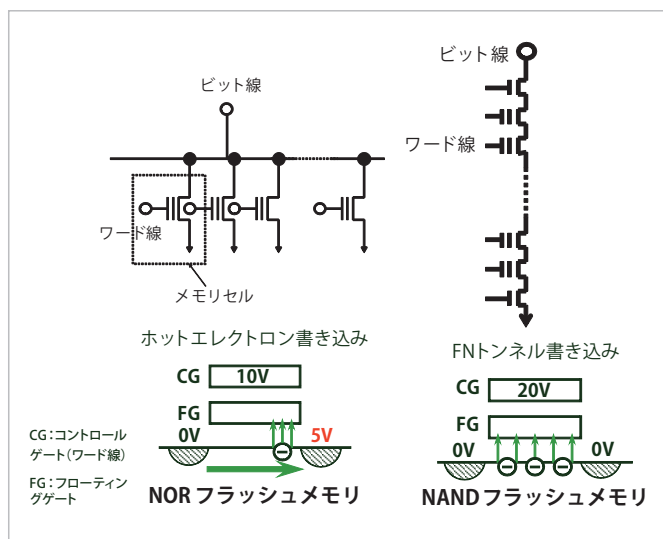 ビット線
ワード線
メモリセル
ホットエレクトロン書き込み
CG
10V
FG
0V
5V
CG：コントロール
ゲート（ワード線）
FG：フローティン
グゲート
NOR フラッシュメモリ
ビット線
ワード線
FNトンネル書き込み
CG
20V
FG
0V
0V
NANDフラッシュメモリ